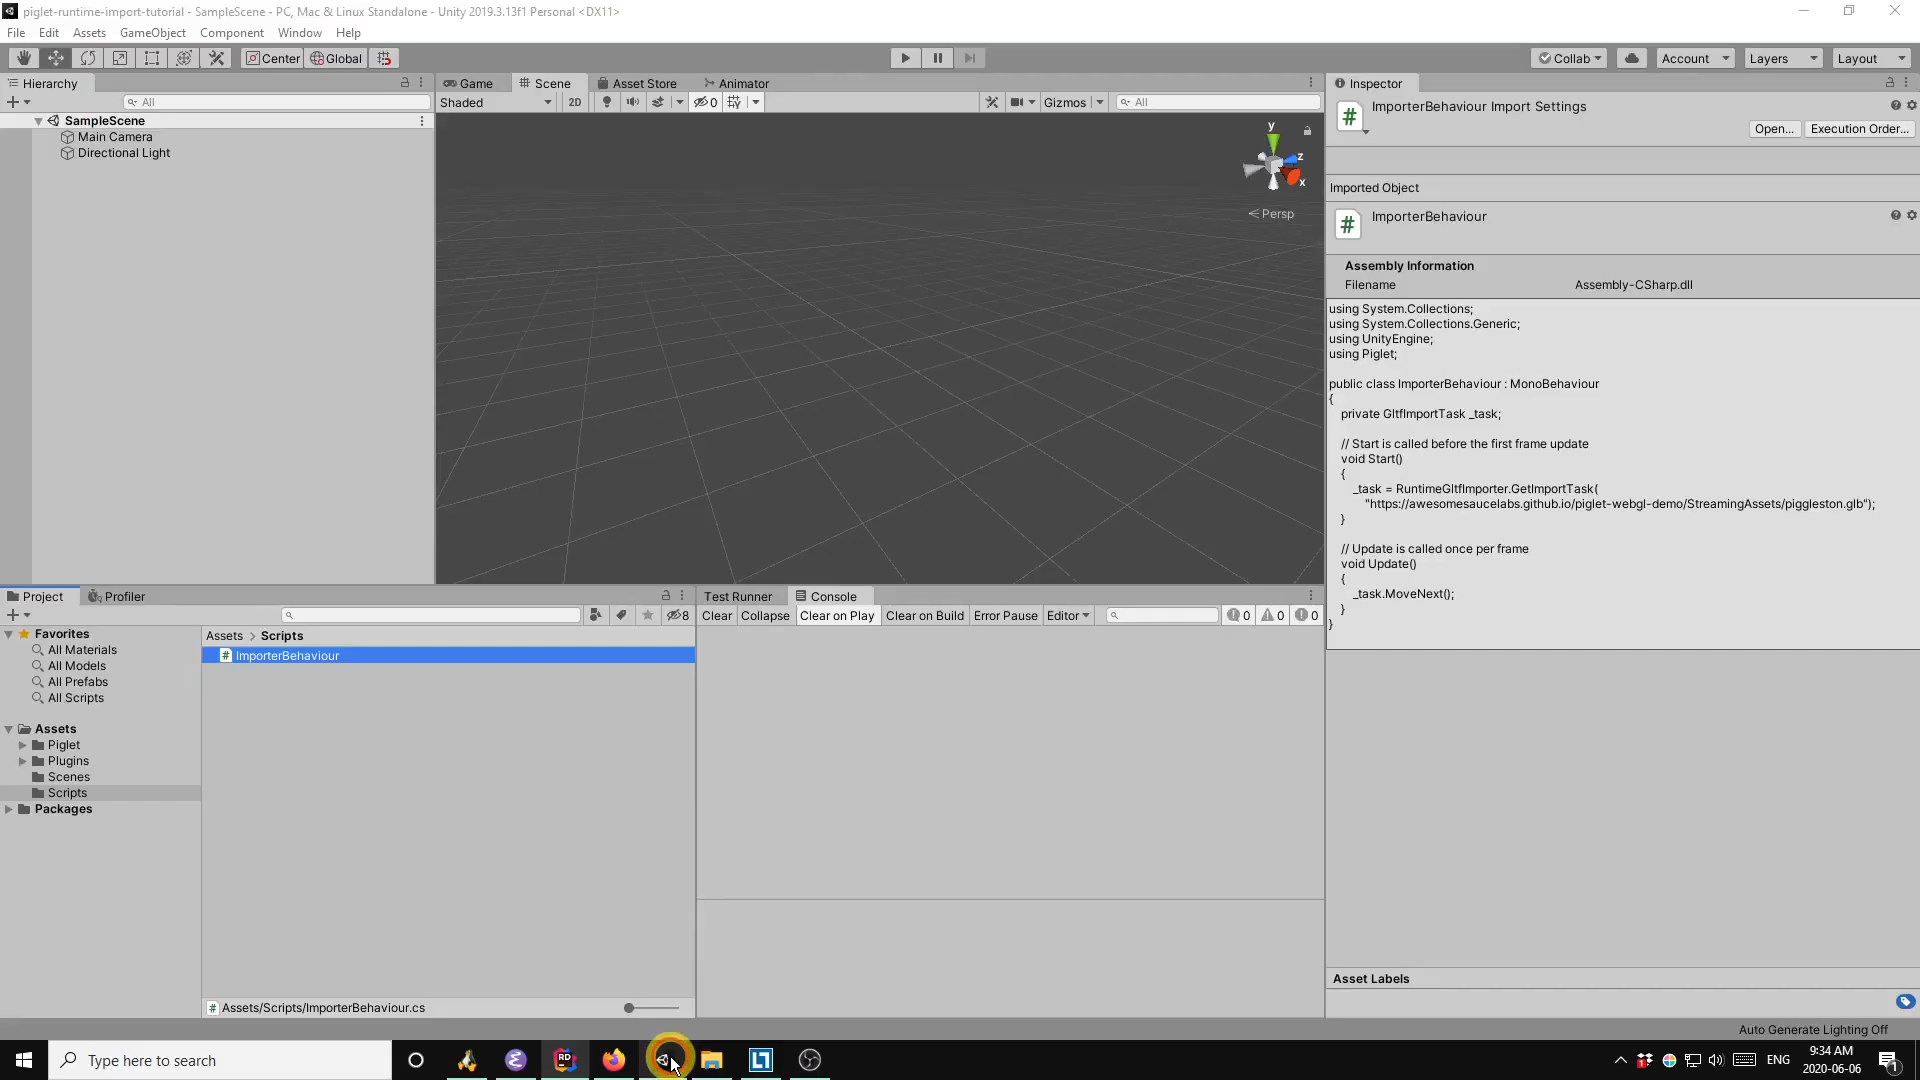 piglet-runtime-import-tutorial - SampleScene - PC, Mac & Linux Standalone - Unity 2019.3.13f1 Personal <DX11>
File Edit Assets GameObject Component Window Help
Center Global Collab Account Layers Layout
Hierarchy
All
SampleScene
Main Camera
Directional Light
Game Scene Asset Store Animator
Shaded 2D 0 Gizmos All
y
z
x
Persp
Inspector
ImporterBehaviour Import Settings
Open... Execution Order...
Imported Object
ImporterBehaviour
Assembly Information
Filename Assembly-CSharp.dll
using System.Collections;
using System.Collections.Generic;
using UnityEngine;
using Piglet;
public class ImporterBehaviour : MonoBehaviour
{
private GltfImportTask _task;
// Start is called before the first frame update
void Start()
{
_task = RuntimeGltfImporter.GetImportTask(
"https://awesomesaucelabs.github.io/piglet-webgl-demo/StreamingAssets/piggleston.glb");
}
// Update is called once per frame
void Update()
{
_task.MoveNext();
}
}
Asset Labels
Project Profiler
8
Favorites
All Materials
All Models
All Prefabs
All Scripts
Assets
Piglet
Plugins
Scenes
Scripts
Packages
Assets > Scripts
# ImporterBehaviour
# Assets/Scripts/ImporterBehaviour.cs
Test Runner Console
Clear Collapse Clear on Play Clear on Build Error Pause Editor 0 0 0
Auto Generate Lighting Off
Type here to search
RD
ENG
9:34 AM
2020-06-06
1